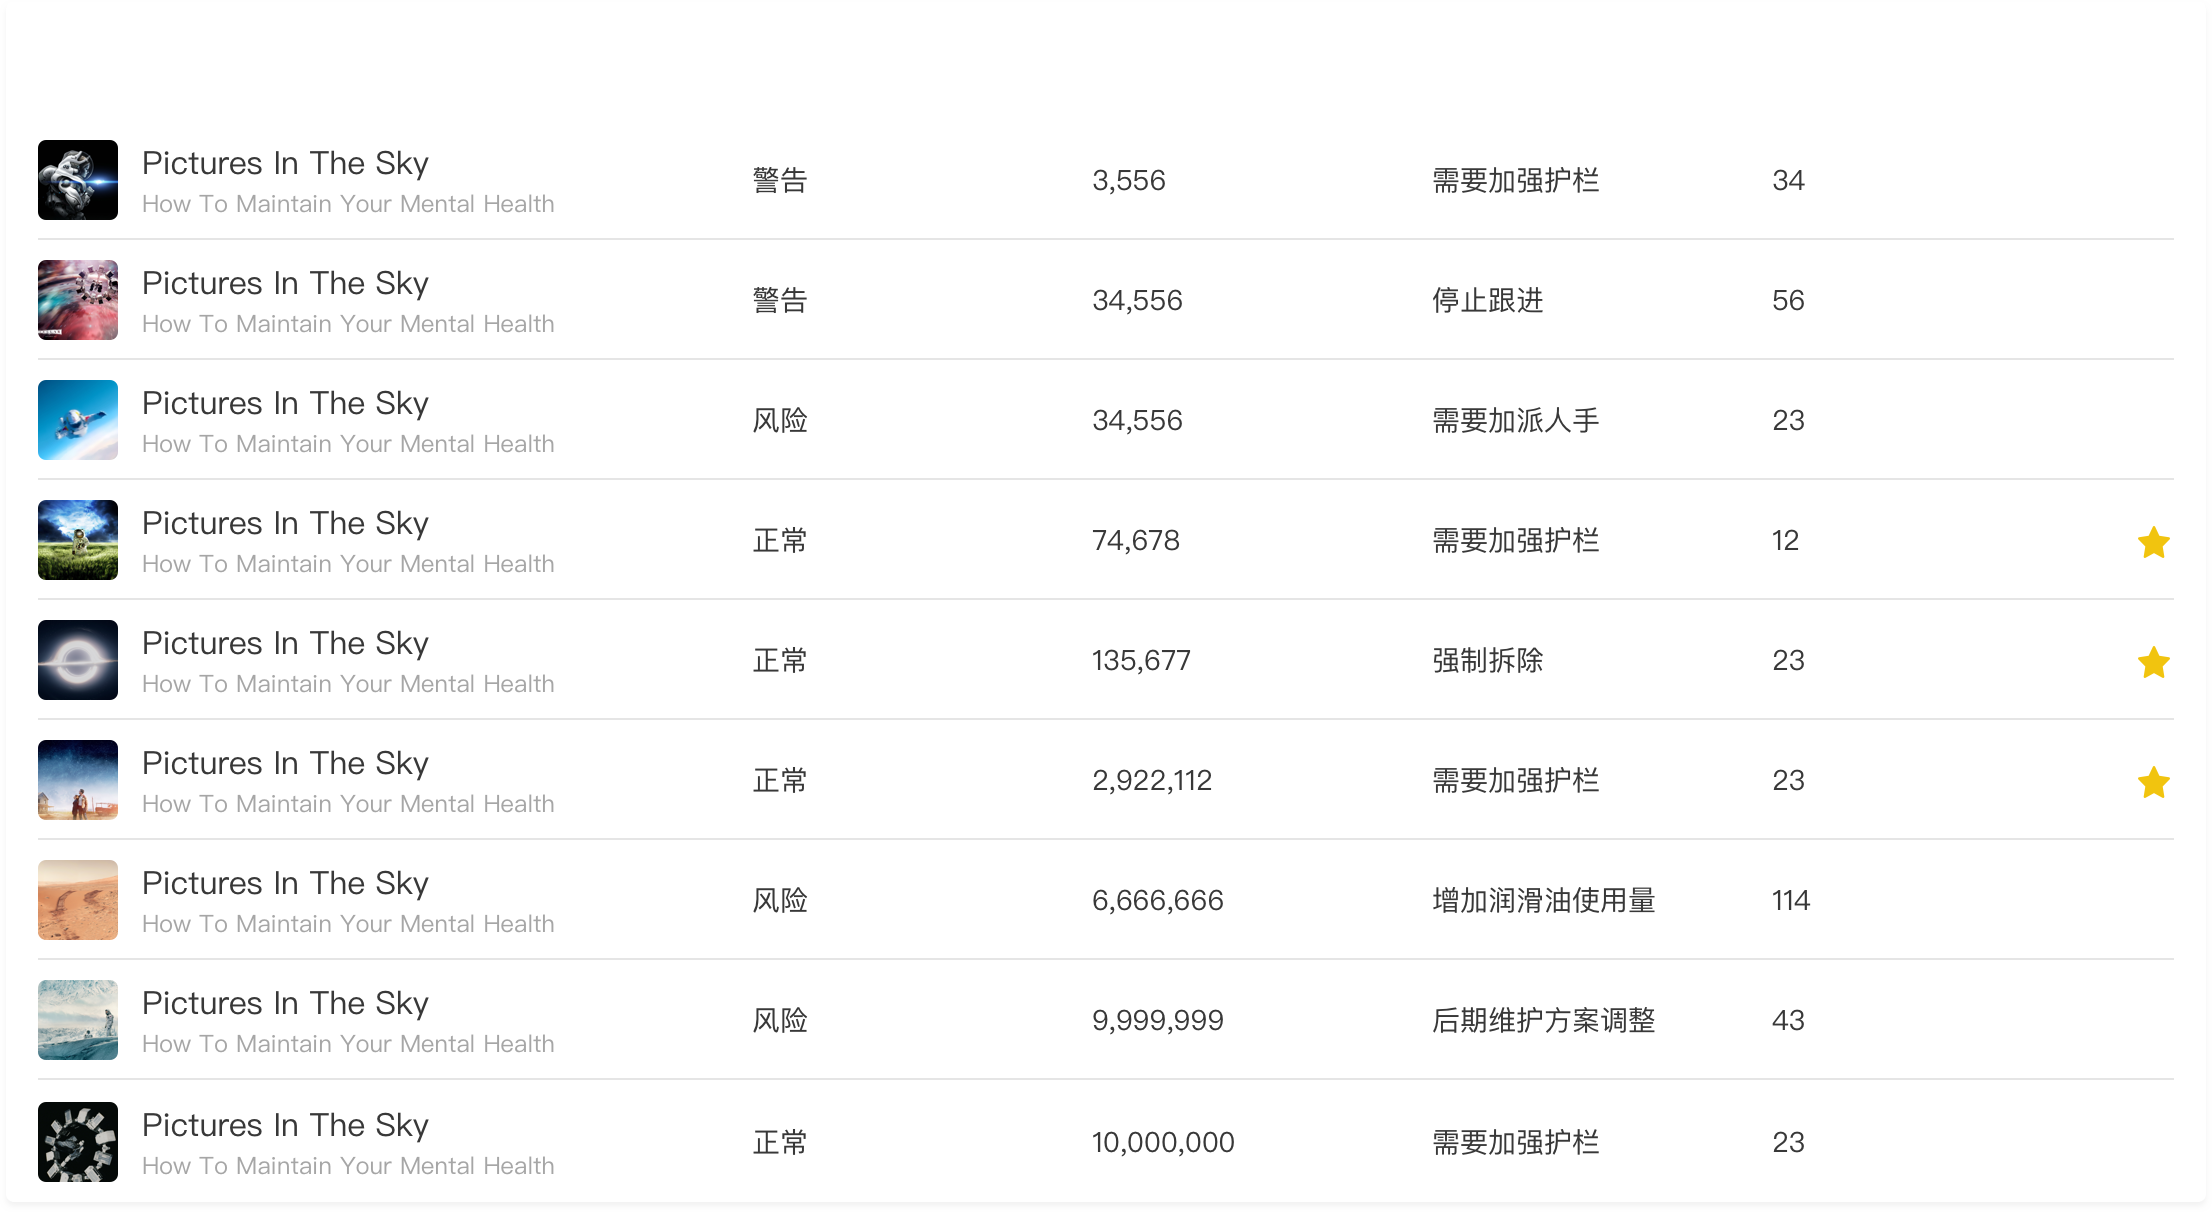 Pictures In The Sky
How To Maintain Your Mental Health
警告
3,556
需要加强护栏
34
Pictures In The Sky
How To Maintain Your Mental Health
警告
34,556
停止跟进
56
Pictures In The Sky
How To Maintain Your Mental Health
风险
34,556
需要加派人手
23
Pictures In The Sky
How To Maintain Your Mental Health
正常
74,678
需要加强护栏
12
Pictures In The Sky
How To Maintain Your Mental Health
正常
135,677
强制拆除
23
Pictures In The Sky
How To Maintain Your Mental Health
正常
2,922,112
需要加强护栏
23
Pictures In The Sky
How To Maintain Your Mental Health
风险
6,666,666
增加润滑油使用量
114
Pictures In The Sky
How To Maintain Your Mental Health
风险
9,999,999
后期维护方案调整
43
Pictures In The Sky
How To Maintain Your Mental Health
正常
10,000,000
需要加强护栏
23